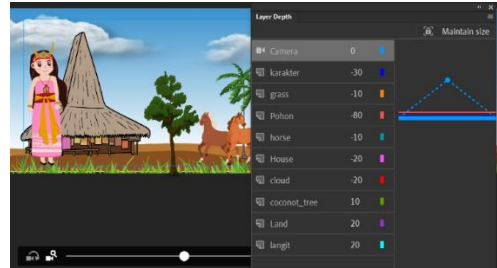 Layer Depth
Maintain size
Camera 0
karakter -30
grass -10
Pohon -80
horse -10
House -20
cloud -20
coconot_tree 10
Land 20
langit 20